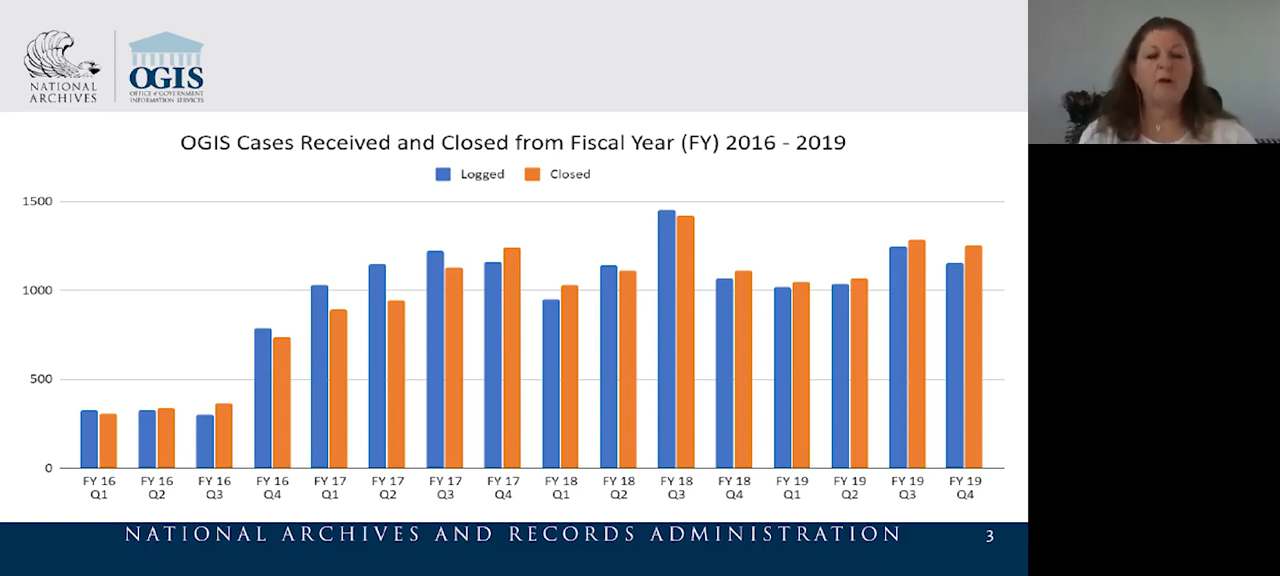 NATIONAL
ARCHIVES
OGIS
OFFICE of GOVERNMENT
INFORMATION SERVICES
OGIS Cases Received and Closed from Fiscal Year (FY) 2016 - 2019
Logged Closed
1500
1000
500
0
FY 16 FY 16 FY 16 FY 16 FY 17 FY 17 FY 17 FY 17 FY 18 FY 18 FY 18 FY 18 FY 19 FY 19 FY 19 FY 19
Q1 Q2 Q3 Q4 Q1 Q2 Q3 Q4 Q1 Q2 Q3 Q4 Q1 Q2 Q3 Q4
NATIONAL ARCHIVES AND RECORDS ADMINISTRATION 3